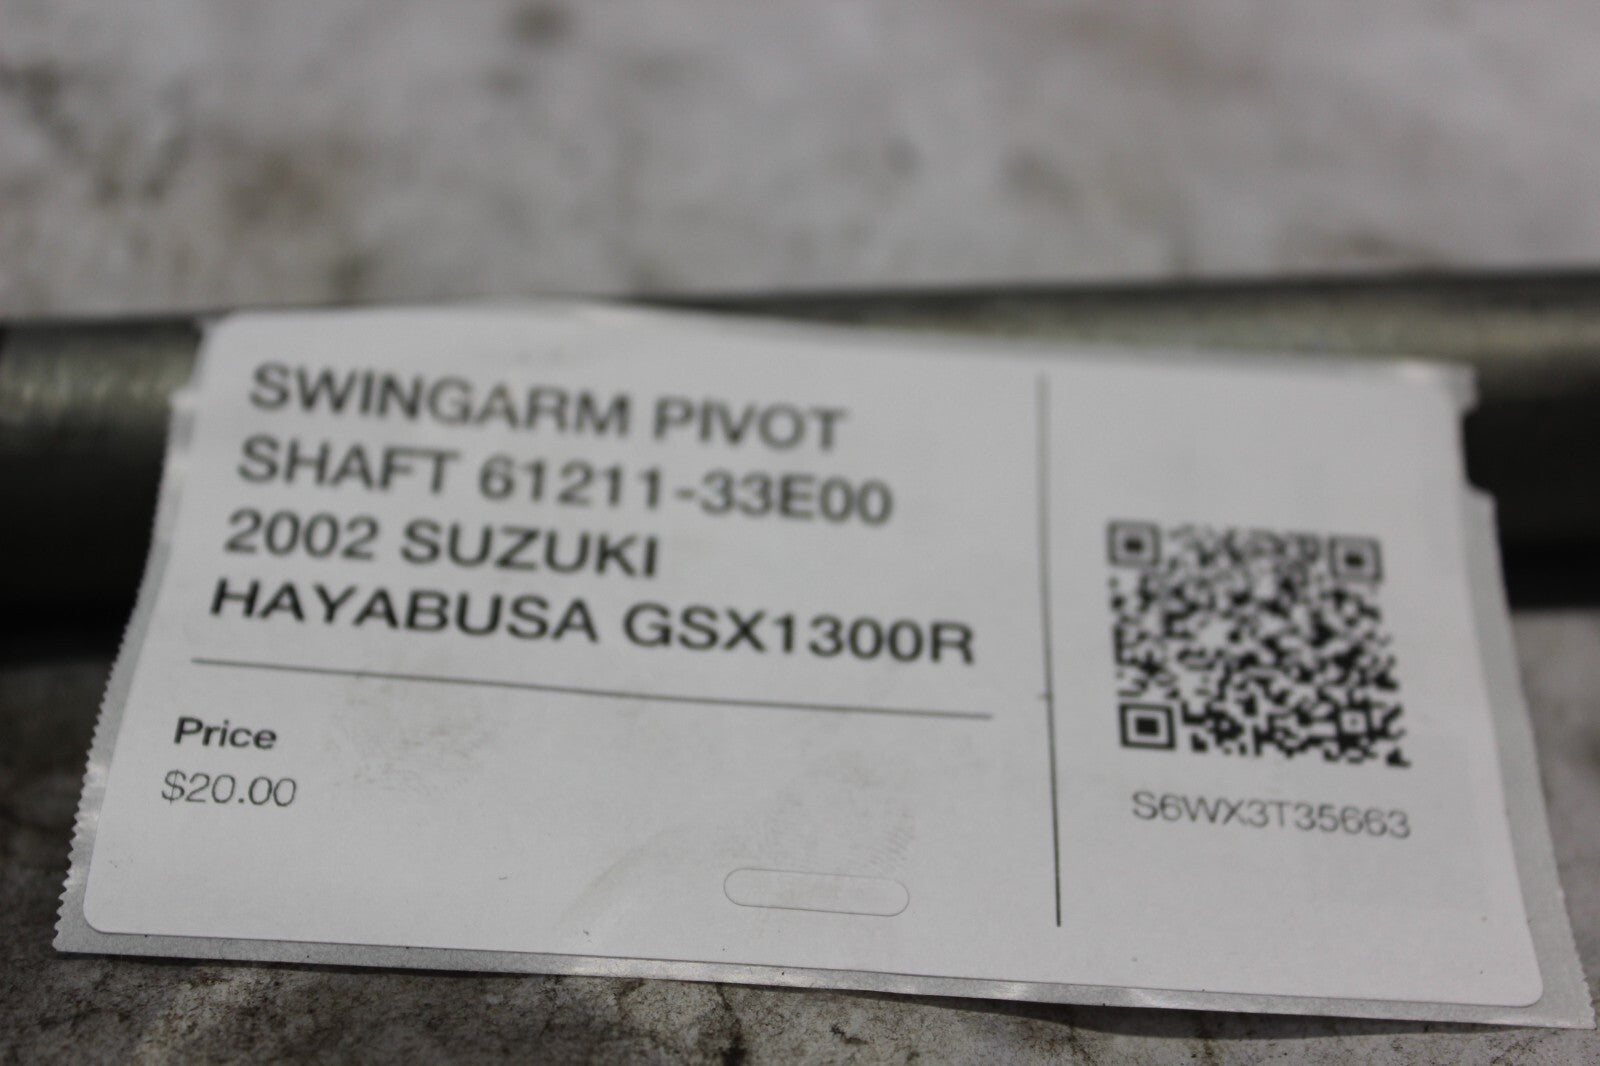 SWINGARM PIVOT
SHAFT 61211-33E00
2002 SUZUKI
HAYABUSA GSX1300R
Price
$20.00
S6WX3T35663